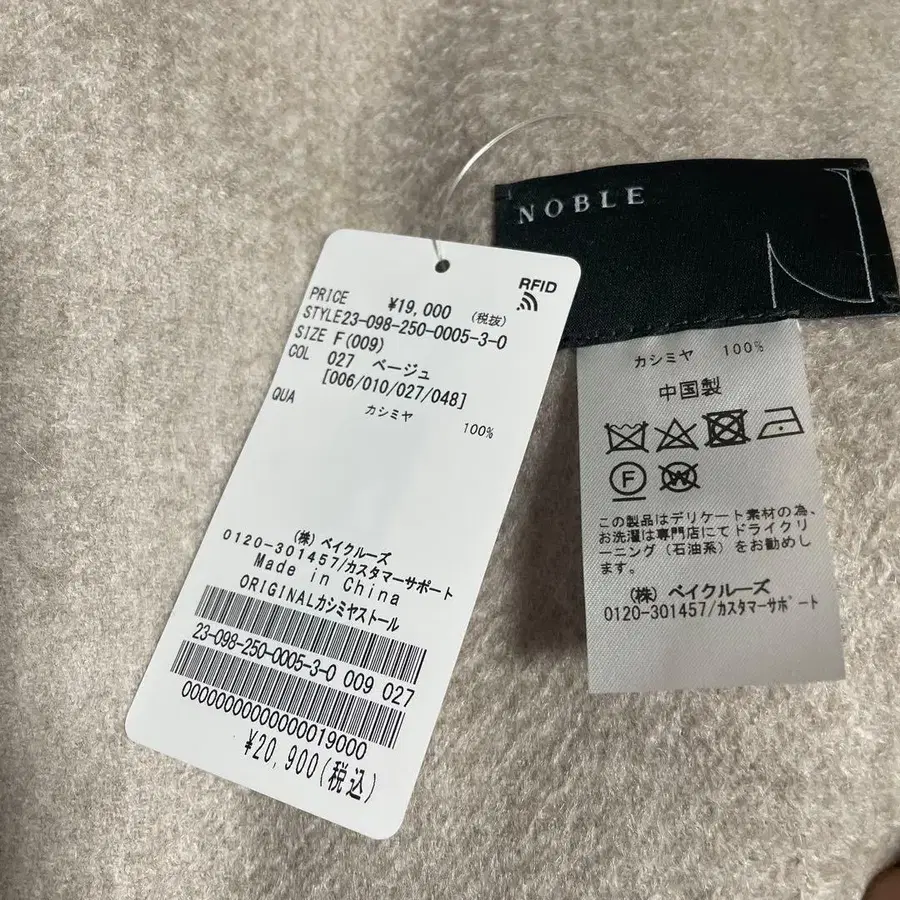 RFID
PRICE ¥19,000 (税抜)
STYLE23-098-250-0005-3-0
SIZE F(009)
COL 027 ベージュ
[006/010/027/048]
QUA
カシミヤ 100%
(株) ベイクルーズ
0120-301457/カスタマーサポート
Made in China
ORIGINALカシミヤストール
23-098-250-0005-3-0 009 027
0000000000000019000
¥20,900(税込)
NOBLE
カシミヤ 100%
中国製
F
W
この製品はデリケート素材の為、
お洗濯は専門店にてドライクリ
ーニング(石油系)をお勧めし
ます。
(株) ベイクルーズ
0120-301457/カスタマーサポート